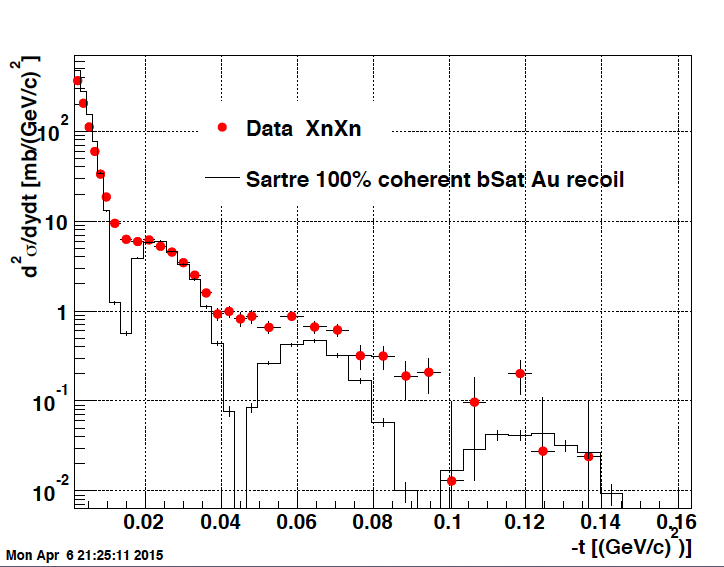 d²σ/dydt [mb/(GeV/c)²]
10²
10
1
10⁻¹
10⁻²
Data XnXn
Sartre 100% coherent bSat Au recoil
0.02 0.04 0.06 0.08 0.1 0.12 0.14 0.16
-t [(GeV/c)²)]
Mon Apr 6 21:25:11 2015